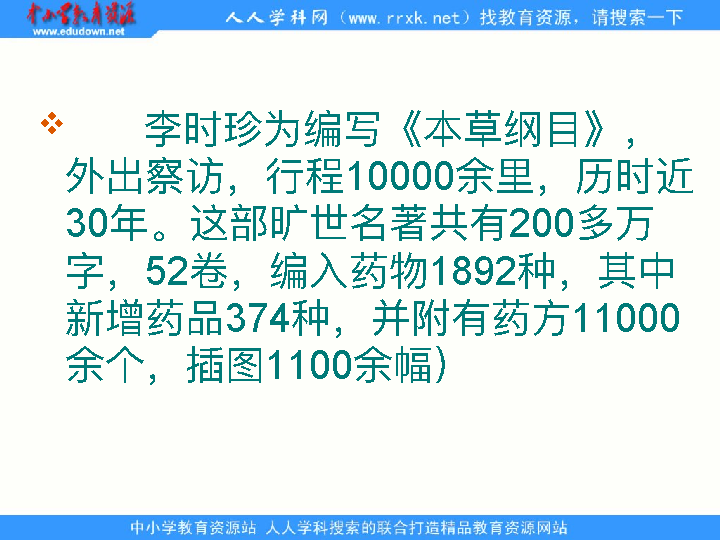 中小学教育资源
www.edudown.net
人人学科网（www.rrxk.net）找教育资源，请搜索一下
李时珍为编写《本草纲目》，
外出察访，行程10000余里，历时近
30年。这部旷世名著共有200多万
字，52卷，编入药物1892种，其中
新增药品374种，并附有药方11000
余个，插图1100余幅）
中小学教育资源站 人人学科搜索的联合打造精品教育资源网站